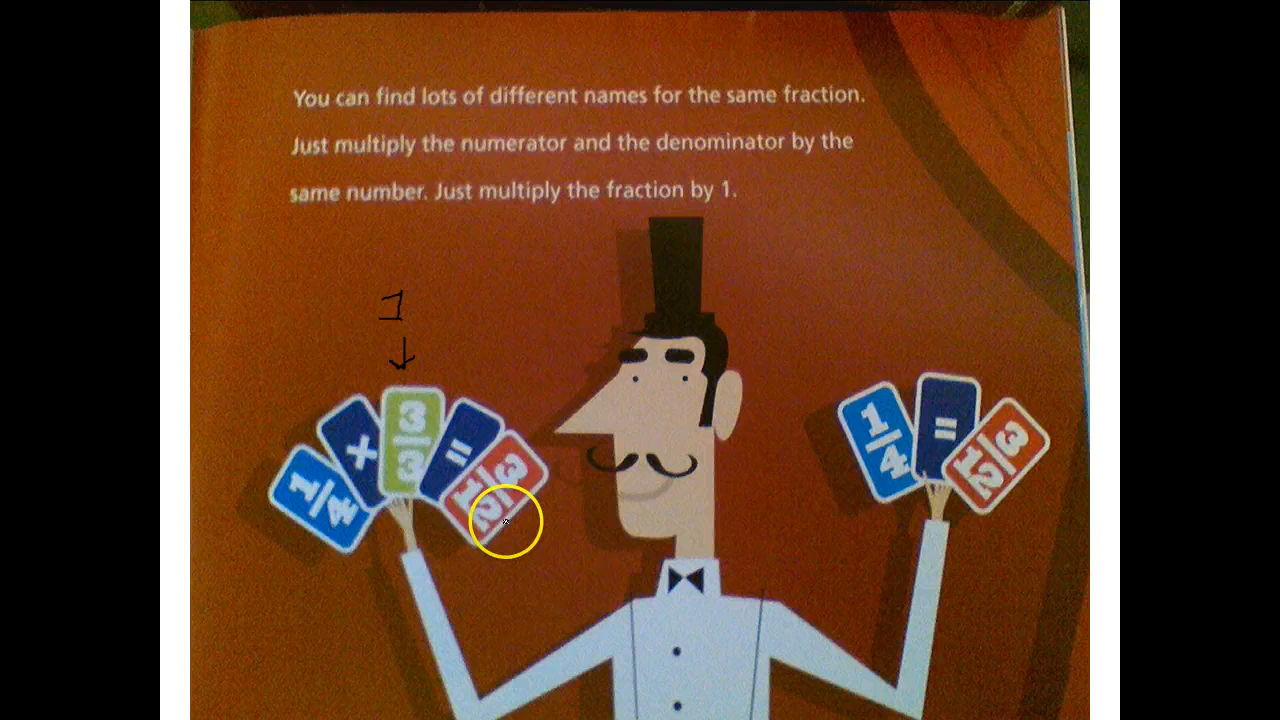 You can find lots of different names for the same fraction.
Just multiply the numerator and the denominator by the
same number. Just multiply the fraction by 1.
1
1/4 × 3/3 = 3/12
1/4 = 3/12